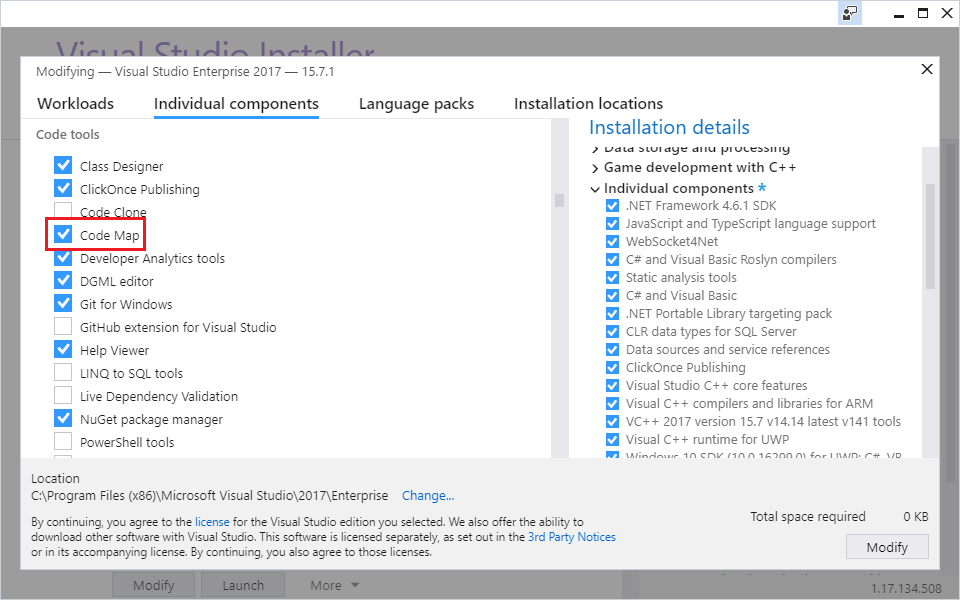 Visual Studio Installer
Modifying — Visual Studio Enterprise 2017 — 15.7.1
Workloads
Individual components
Language packs
Installation locations
Code tools
Class Designer
ClickOnce Publishing
Code Clone
Code Map
Developer Analytics tools
DGML editor
Git for Windows
GitHub extension for Visual Studio
Help Viewer
LINQ to SQL tools
Live Dependency Validation
NuGet package manager
PowerShell tools
Installation details
Data storage and processing
Game development with C++
Individual components *
.NET Framework 4.6.1 SDK
JavaScript and TypeScript language support
WebSocket4Net
C# and Visual Basic Roslyn compilers
Static analysis tools
C# and Visual Basic
.NET Portable Library targeting pack
CLR data types for SQL Server
Data sources and service references
ClickOnce Publishing
Visual Studio C++ core features
Visual C++ compilers and libraries for ARM
VC++ 2017 version 15.7 v14.14 latest v141 tools
Visual C++ runtime for UWP
Windows 10 SDK (10.0.16299.0) for UWP: C#, VB
Location
C:\Program Files (x86)\Microsoft Visual Studio\2017\Enterprise Change...
By continuing, you agree to the license for the Visual Studio edition you selected. We also offer the ability to
download other software with Visual Studio. This software is licensed separately, as set out in the 3rd Party Notices
or in its accompanying license. By continuing, you also agree to those licenses.
Total space required 0 KB
Modify
Modify
Launch
More
1.17.134.508